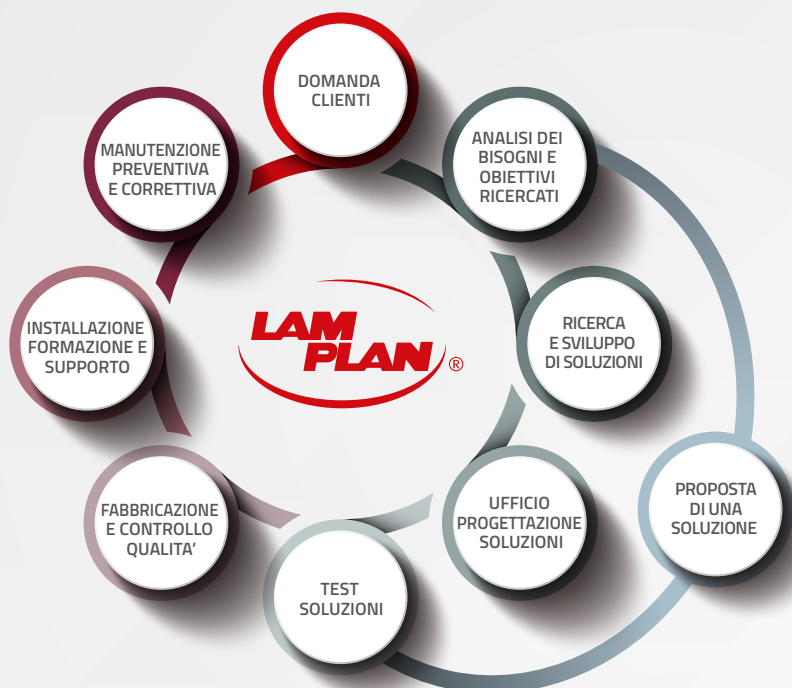 DOMANDA
CLIENTI
ANALISI DEI
BISOGNI E
OBIETTIVI
RICERCATI
RICERCA
E SVILUPPO
DI SOLUZIONI
PROPOSTA
DI UNA
SOLUZIONE
UFFICIO
PROGETTAZIONE
SOLUZIONI
TEST
SOLUZIONI
FABBRICAZIONE
E CONTROLLO
QUALITA’
INSTALLAZIONE
FORMAZIONE E
SUPPORTO
MANUTENZIONE
PREVENTIVA
E CORRETTIVA
LAM
PLAN ®